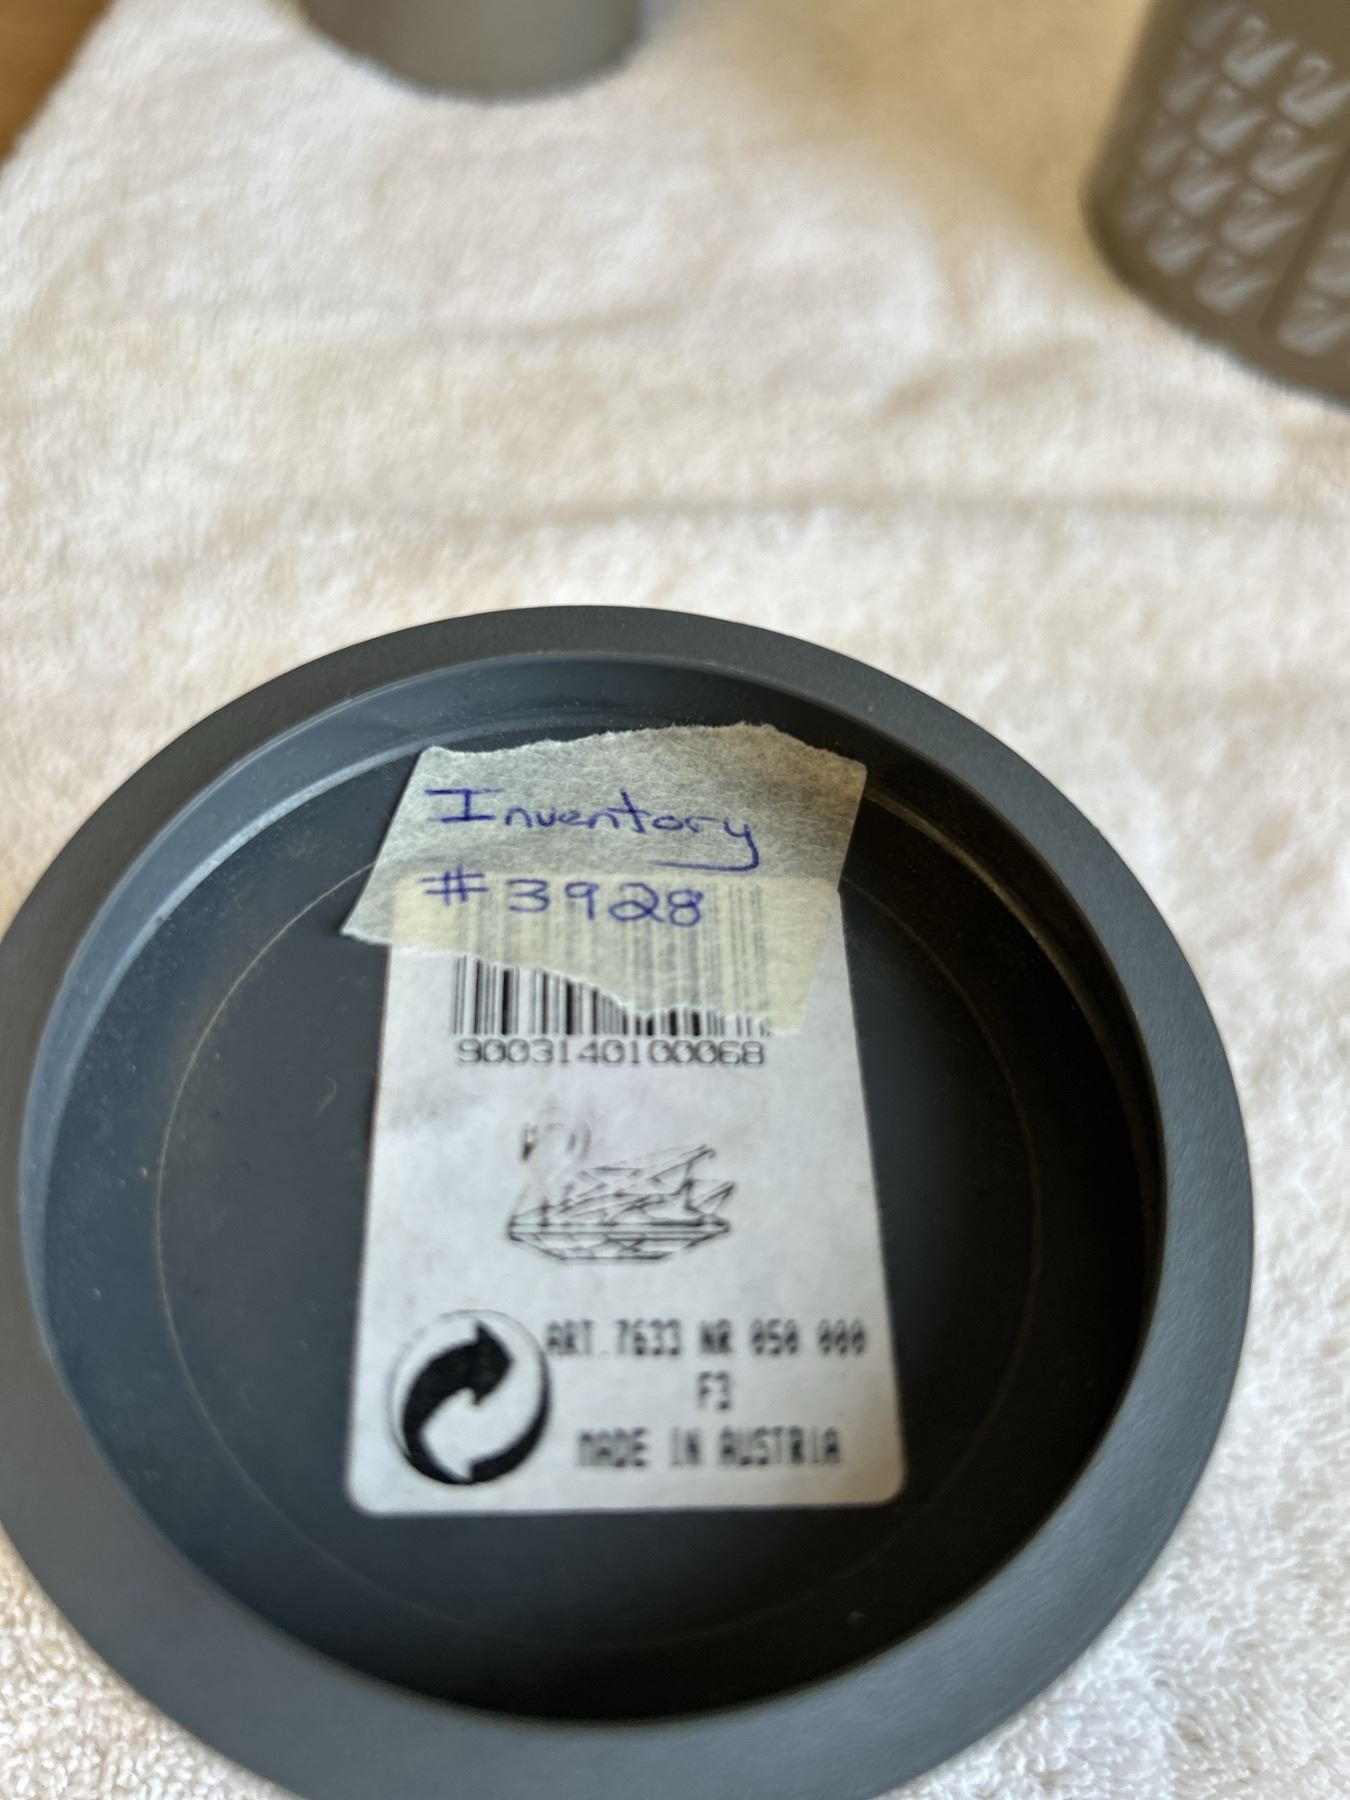 Inventory
#3928
9003140100068
ART.7633 NR 050 000
F3
MADE IN AUSTRIA